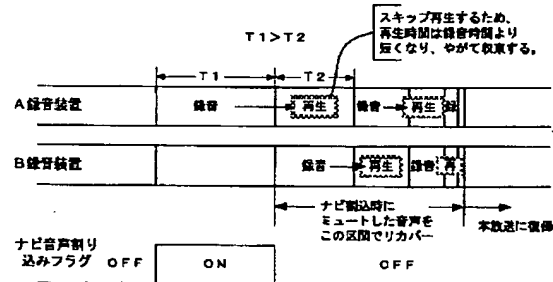 スキップ再生するため、
再生時間は録音時間より
短くなり、やがて収束する。
T1>T2
T1 T2
A録音装置 録音 再生 録音 再生 録
B録音装置 録音 再生 録音 再
ナビ割込時に
ミュートした音声を
この区間でリカバー
本放送に復帰
ナビ音声割り
込みフラグ OFF ON OFF